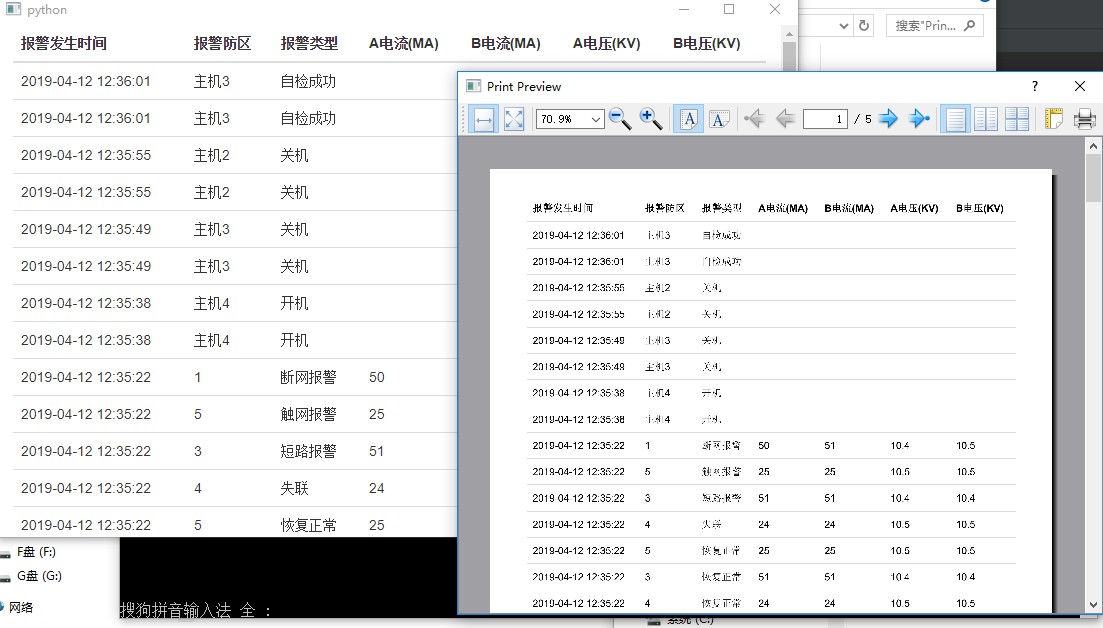 python
报警发生时间 报警防区 报警类型 A电流(MA) B电流(MA) A电压(KV) B电压(KV)
2019-04-12 12:36:01 主机3 自检成功
2019-04-12 12:36:01 主机3 自检成功
2019-04-12 12:35:55 主机2 关机
2019-04-12 12:35:55 主机2 关机
2019-04-12 12:35:49 主机3 关机
2019-04-12 12:35:49 主机3 关机
2019-04-12 12:35:38 主机4 开机
2019-04-12 12:35:38 主机4 开机
2019-04-12 12:35:22 1 断网报警 50
2019-04-12 12:35:22 5 触网报警 25
2019-04-12 12:35:22 3 短路报警 51
2019-04-12 12:35:22 4 失联 24
2019-04-12 12:35:22 5 恢复正常 25
搜索"Prin...
Print Preview ?
70.9% A A 1 / 5
报警发生时间 报警防区 报警类型 A电流(MA) B电流(MA) A电压(KV) B电压(KV)
2019-04-12 12:36:01 主机3 自检成功
2019-04-12 12:36:01 主机3 自检成功
2019-04-12 12:35:55 主机2 关机
2019-04-12 12:35:55 主机2 关机
2019-04-12 12:35:49 主机3 关机
2019-04-12 12:35:49 主机3 关机
2019-04-12 12:35:38 主机4 开机
2019-04-12 12:35:38 主机4 开机
2019-04-12 12:35:22 1 断网报警 50 51 10.4 10.5
2019-04-12 12:35:22 5 触网报警 25 25 10.5 10.5
2019-04-12 12:35:22 3 短路报警 51 51 10.4 10.4
2019-04-12 12:35:22 4 失联 24 24 10.5 10.5
2019-04-12 12:35:22 5 恢复正常 25 25 10.5 10.5
2019-04-12 12:35:22 3 恢复正常 51 51 10.4 10.4
2019-04-12 12:35:22 4 恢复正常 24 24 10.5 10.5
F盘 (F:)
G盘 (G:)
网络
搜狗拼音输入法 全 :
系统 (C:)